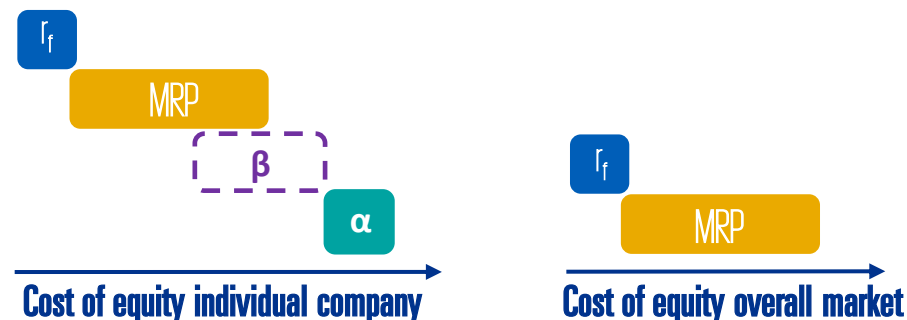 rf
MRP
β
α
Cost of equity individual company
rf
MRP
Cost of equity overall market